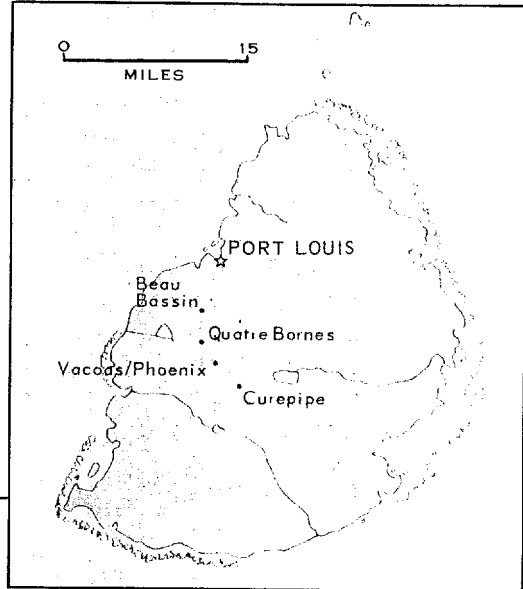 0 15
MILES
PORT LOUIS
Beau
Bassin
Quatre Bornes
Vacoas/Phoenix
Curepipe